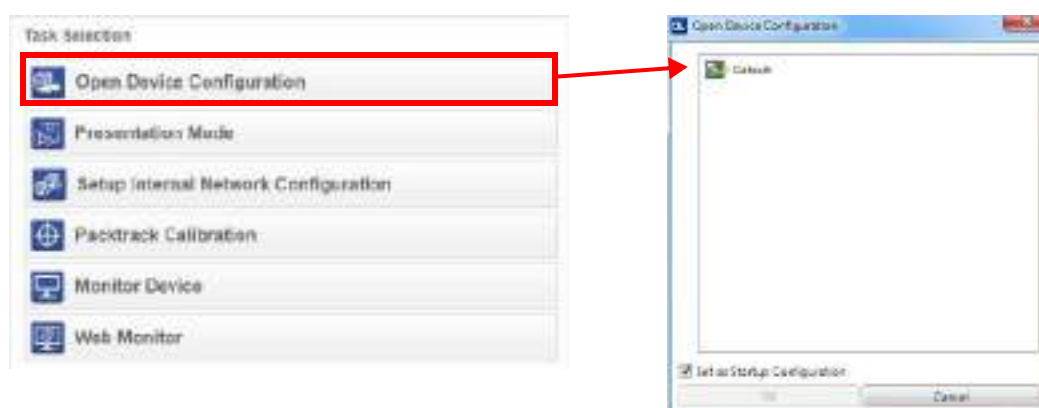 Task Selection
Open Device Configuration
Presentation Mode
Setup Internal Network Configuration
Packtrack Calibration
Monitor Device
Web Monitor
Open Device Configuration
Default
Set as Startup Configuration
Cancel